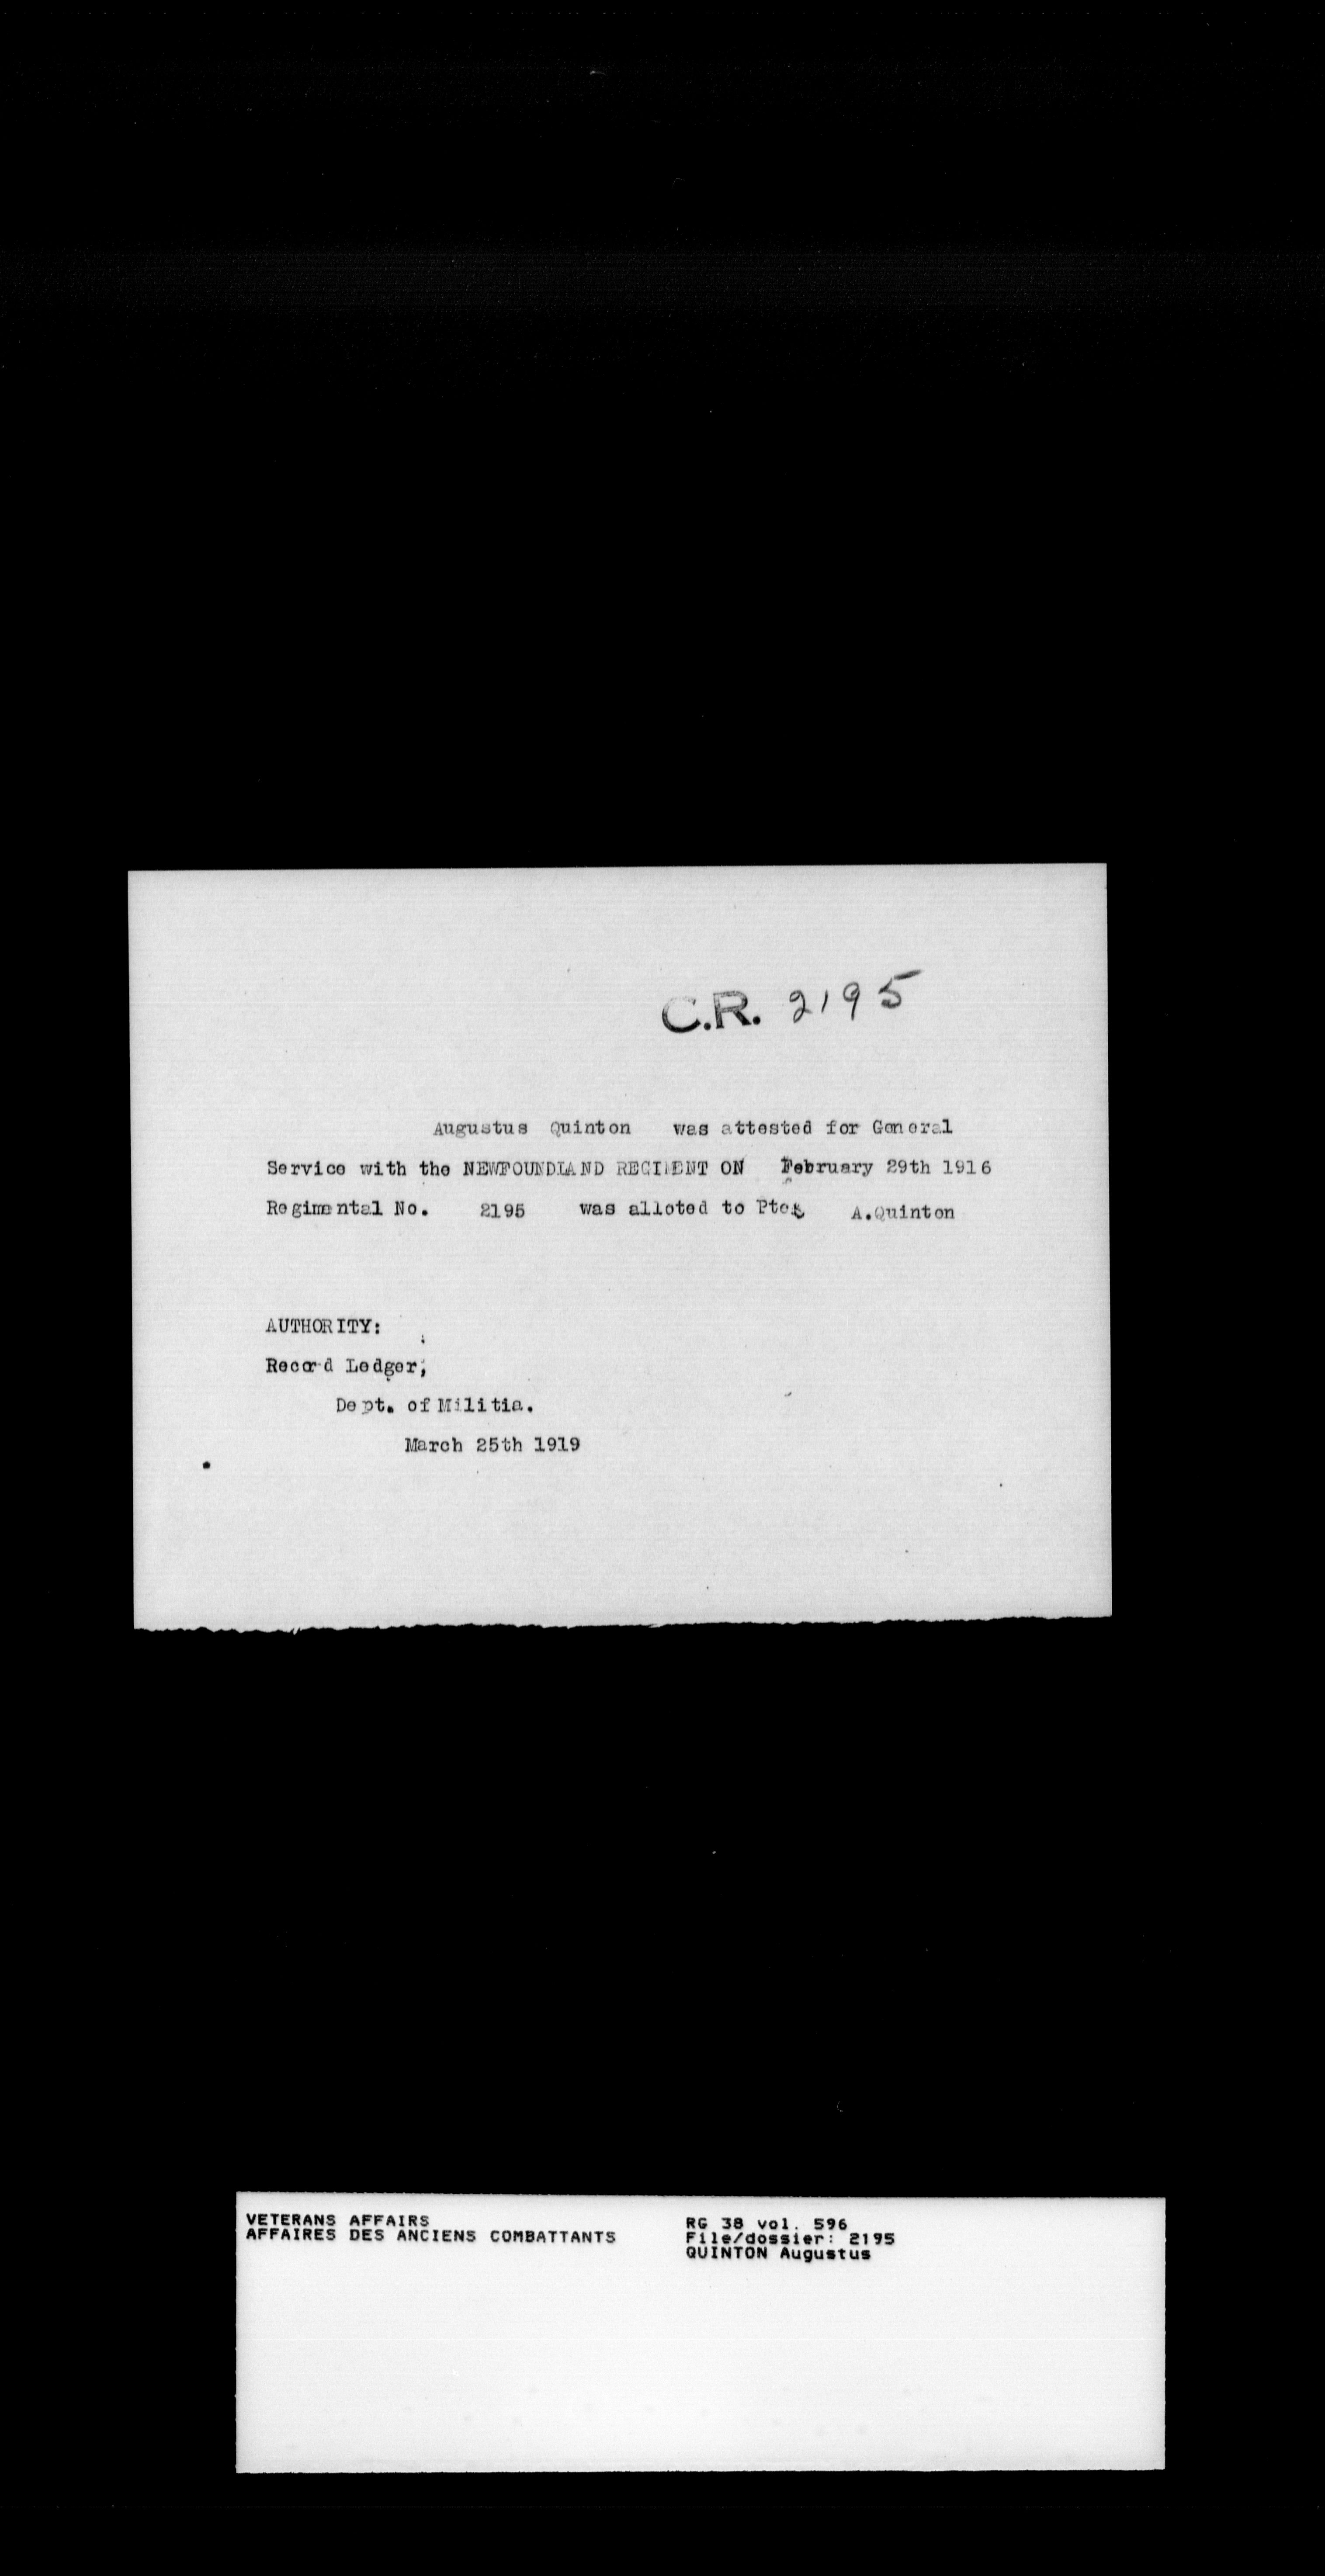 C.R. 2195
Augustus Quinton was attested for General
Service with the NEWFOUNDLAND REGIMENT ON February 29th 1916
Regimental No. 2195 was alloted to Pte. A.Quinton
AUTHORITY:
Record Ledger,
Dept. of Militia.
March 25th 1919
VETERANS AFFAIRS
AFFAIRES DES ANCIENS COMBATTANTS
RG 38 vol. 596
File/dossier: 2195
QUINTON Augustus